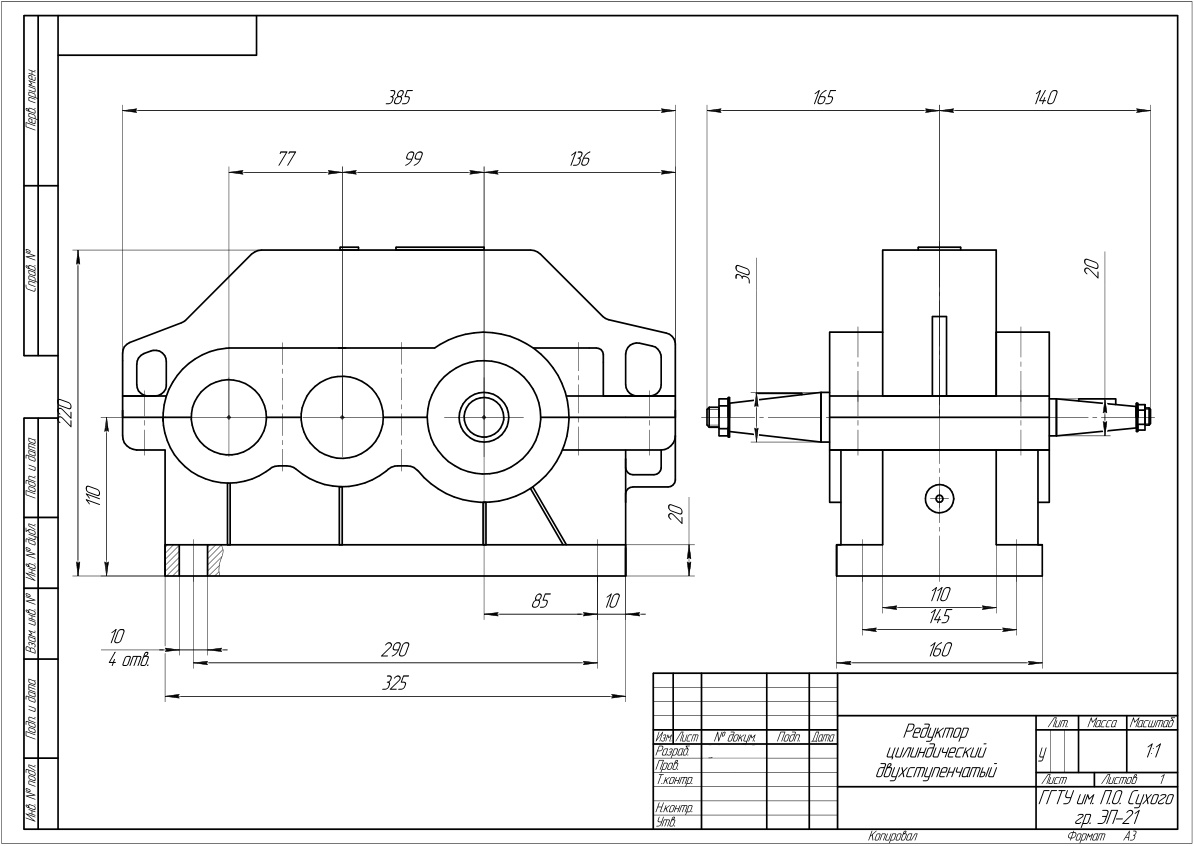 Перв. примен.
Справ. №
Подп. и дата
Инв. № дубл.
Взам. инв. №
Подп. и дата
Инв. № подл.
385
165
140
77
99
136
30
20
220
110
20
85
10
110
145
10
4 отв.
290
160
325
Изм.
Лист
№ докум.
Подп.
Дата
Разраб.
Пров.
Т.контр.
Н.контр.
Утв.
Редуктор
цилиндрический
двухступенчатый
Лит.
Масса
Масштаб
у
1:1
Лист
Листов 1
ГГТУ им. П.О. Сухого
гр. ЭП-21
Копировал
Формат А3